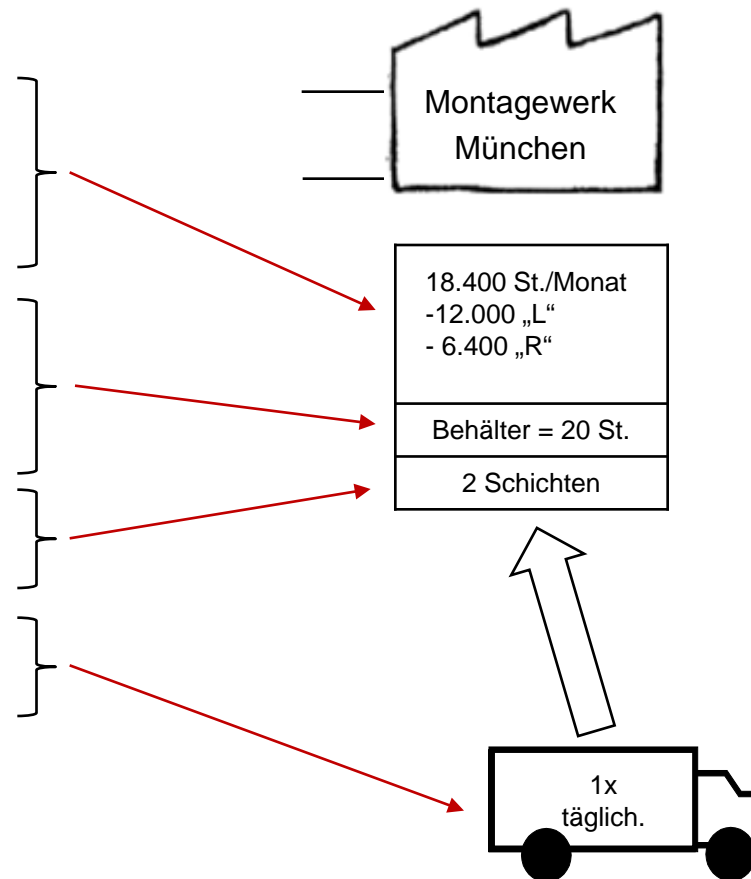 Montagewerk
München
18.400 St./Monat
-12.000 „L“
- 6.400 „R“
Behälter = 20 St.
2 Schichten
1x
täglich.